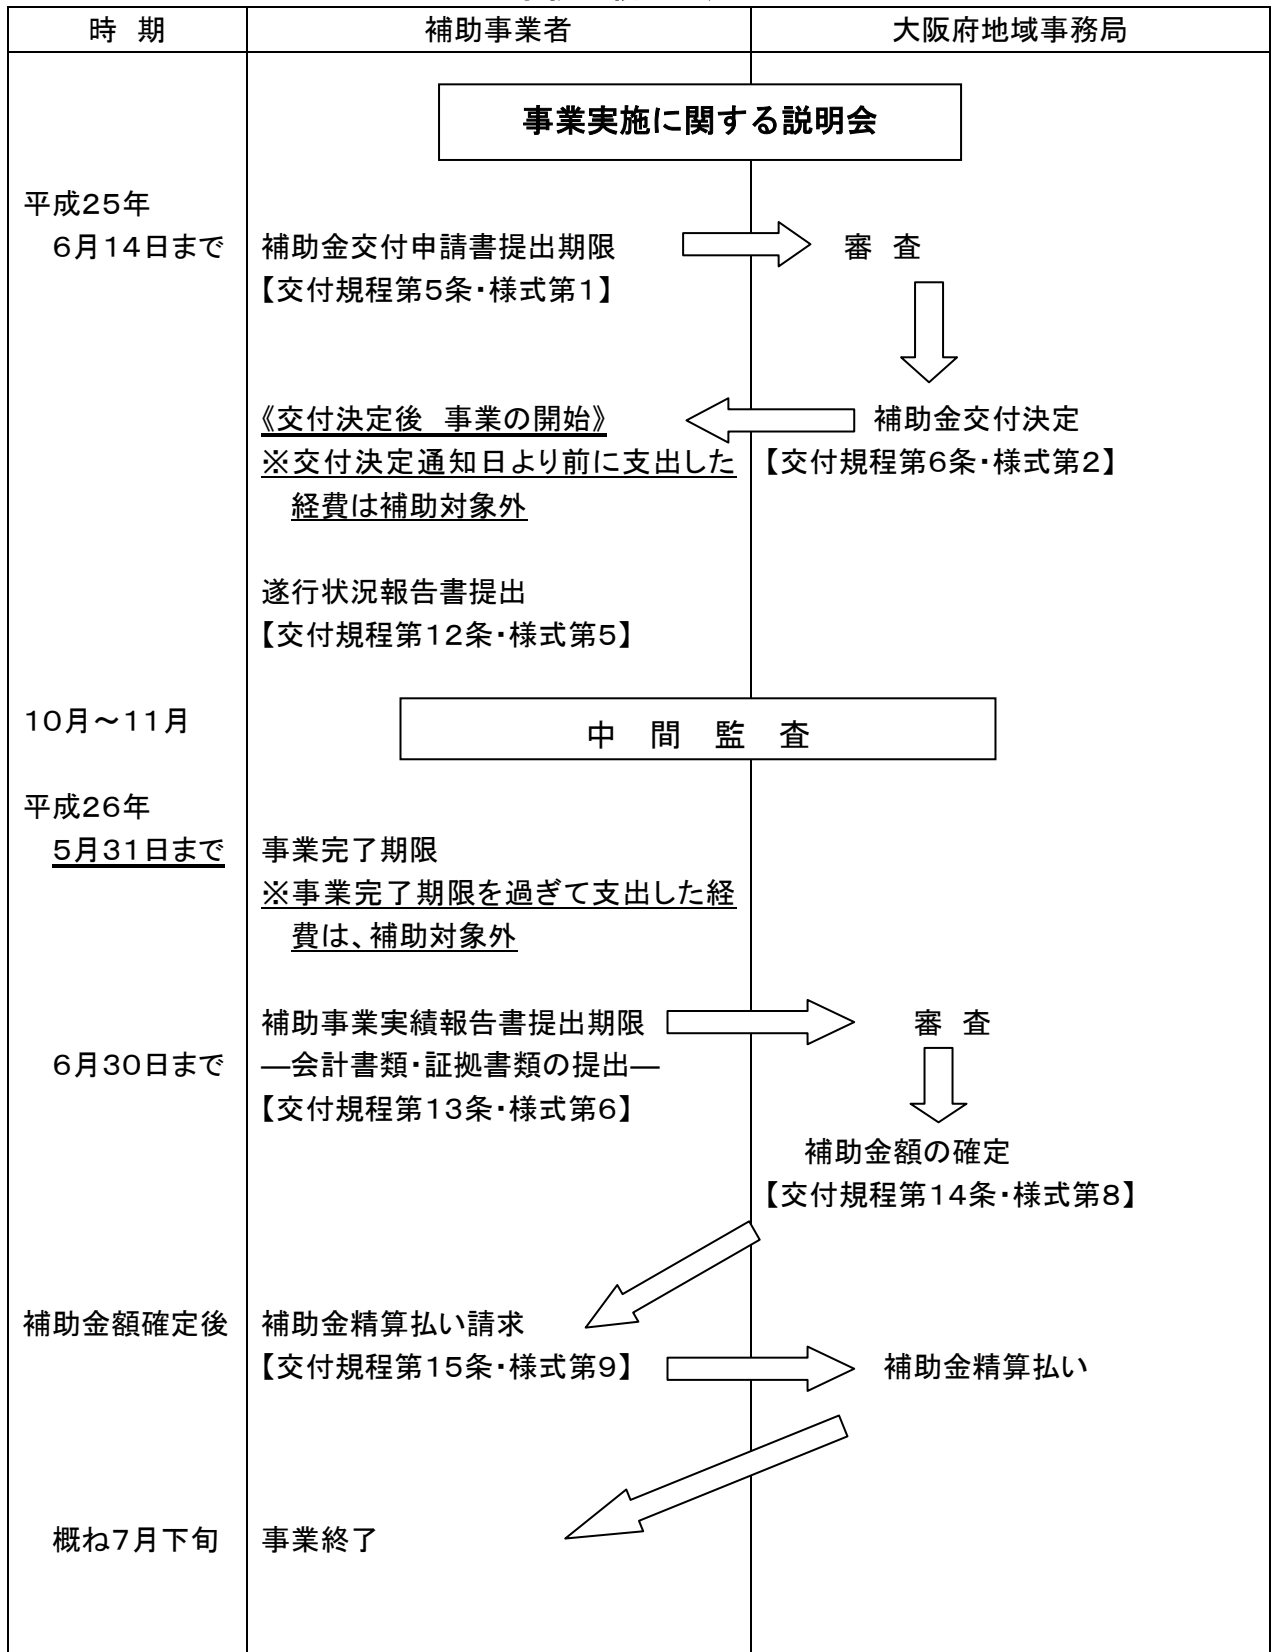 時 期
補助事業者
大阪府地域事務局
事業実施に関する説明会
平成25年
6月14日まで
補助金交付申請書提出期限
審 査
【交付規程第5条・様式第1】
《交付決定後 事業の開始》
補助金交付決定
※交付決定通知日より前に支出した
【交付規程第6条・様式第2】
経費は補助対象外
遂行状況報告書提出
【交付規程第12条・様式第5】
10月～11月
中 間 監 査
平成26年
5月31日まで
事業完了期限
※事業完了期限を過ぎて支出した経
費は、補助対象外
補助事業実績報告書提出期限
審 査
6月30日まで
―会計書類・証拠書類の提出―
【交付規程第13条・様式第6】
補助金額の確定
【交付規程第14条・様式第8】
補助金額確定後
補助金精算払い請求
【交付規程第15条・様式第9】
補助金精算払い
概ね7月下旬
事業終了